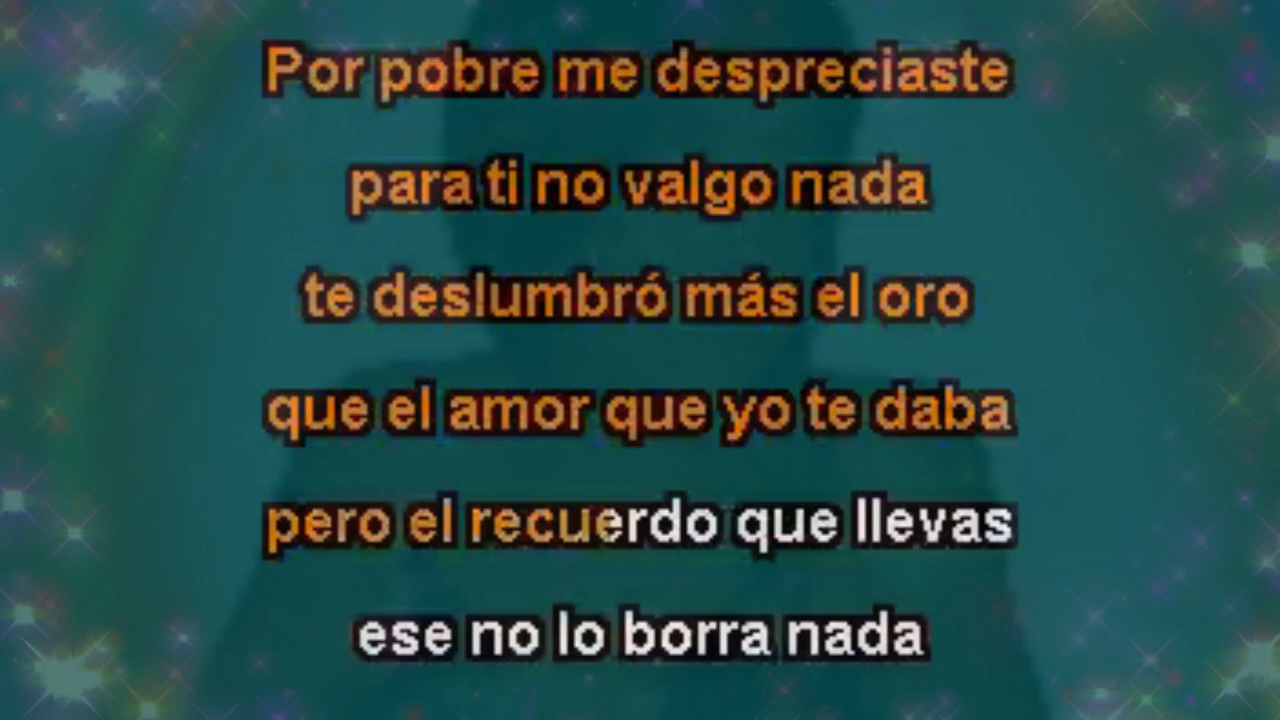 Por pobre me despreciaste
para ti no valgo nada
te deslumbró más el oro
que el amor que yo te daba
pero el recuerdo que llevas
ese no lo borra nada